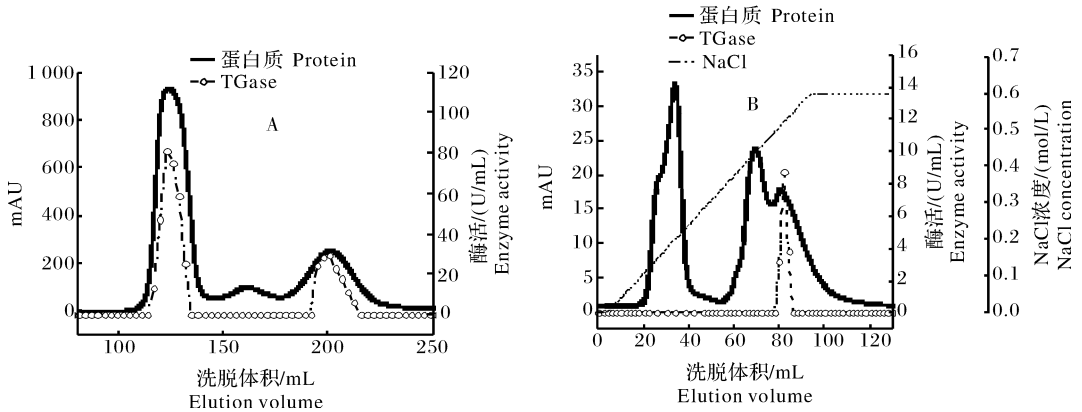 蛋白质 Protein
TGase
A
1 000
800
600
400
200
0
mAU
120
100
80
60
40
20
0
酶活/(U/mL)
Enzyme activity
100
150
200
250
洗脱体积/mL
Elution volume
蛋白质 Protein
TGase
NaCl
B
35
30
25
20
15
10
5
0
mAU
16
14
12
10
8
6
4
2
0
酶活/(U/mL)
Enzyme activity
0.7
0.6
0.5
0.4
0.3
0.2
0.1
0.0
NaCl浓度/(mol/L)
NaCl concentration
0
20
40
60
80
100
120
洗脱体积/mL
Elution volume